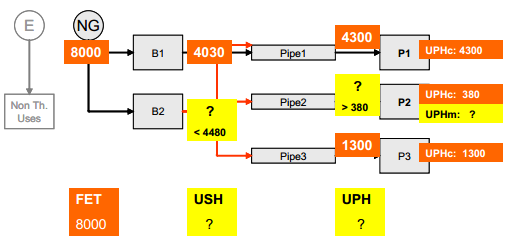 E
NG
8000
B1
4030
Pipe1
4300
P1
UPHc: 4300
Non Th.
Uses
B2
?
< 4480
Pipe2
?
> 380
P2
UPHc: 380
UPHm: ?
Pipe3
1300
P3
UPHc: 1300
FET
8000
USH
?
UPH
?